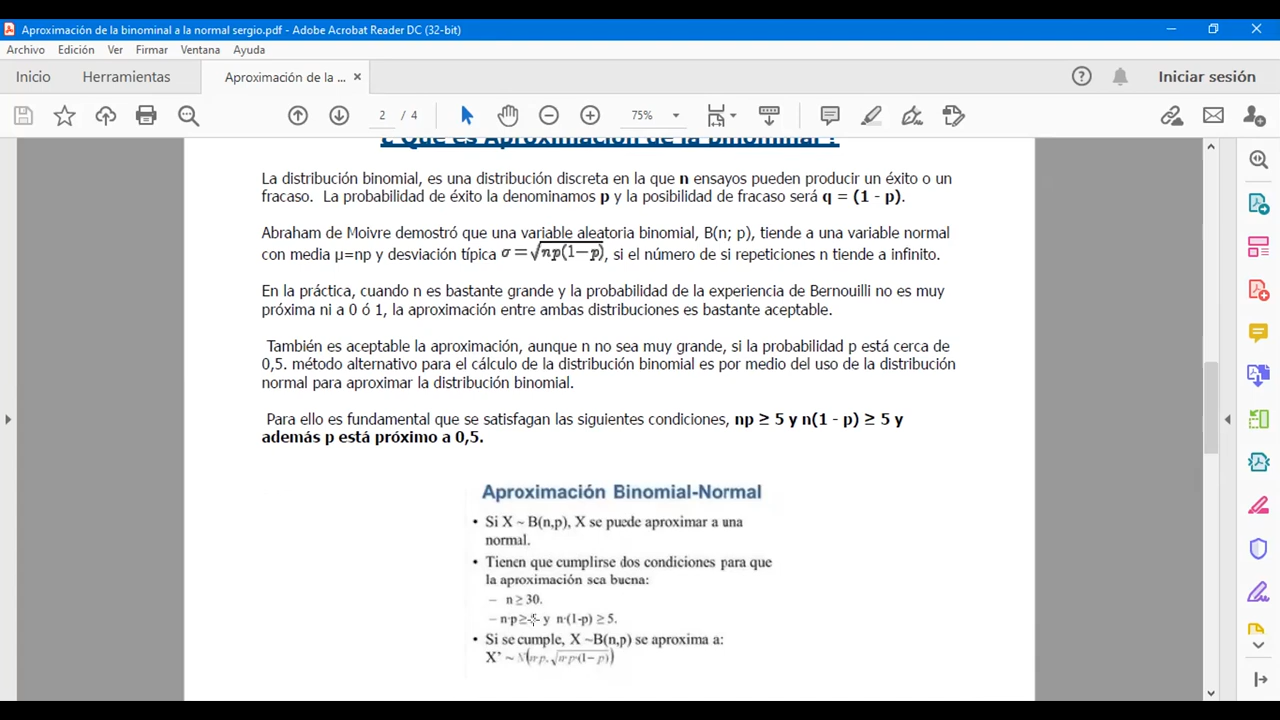 Aproximación de la binominal a la normal sergio.pdf - Adobe Acrobat Reader DC (32-bit)
Archivo Edición Ver Firmar Ventana Ayuda
Inicio Herramientas Aproximación de la ... ×
2 / 4 75%
Iniciar sesión
¿ Qué es Aproximación de la binominal ?
La distribución binomial, es una distribución discreta en la que n ensayos pueden producir un éxito o un
fracaso. La probabilidad de éxito la denominamos p y la posibilidad de fracaso será q = (1 - p).
Abraham de Moivre demostró que una variable aleatoria binomial, B(n; p), tiende a una variable normal
con media µ=np y desviación típica σ=√np(1−p), si el número de si repeticiones n tiende a infinito.
En la práctica, cuando n es bastante grande y la probabilidad de la experiencia de Bernouilli no es muy
próxima ni a 0 ó 1, la aproximación entre ambas distribuciones es bastante aceptable.
También es aceptable la aproximación, aunque n no sea muy grande, si la probabilidad p está cerca de
0,5. método alternativo para el cálculo de la distribución binomial es por medio del uso de la distribución
normal para aproximar la distribución binomial.
Para ello es fundamental que se satisfagan las siguientes condiciones, np ≥ 5 y n(1 - p) ≥ 5 y
además p está próximo a 0,5.
Aproximación Binomial-Normal
• Si X ~ B(n,p), X se puede aproximar a una
normal.
• Tienen que cumplirse dos condiciones para que
la aproximación sea buena:
– n ≥ 30.
– n·p ≥ 5 y n·(1-p) ≥ 5.
• Si se cumple, X ~B(n,p) se aproxima a:
X' ~ N(n·p, √n·p·(1−p))